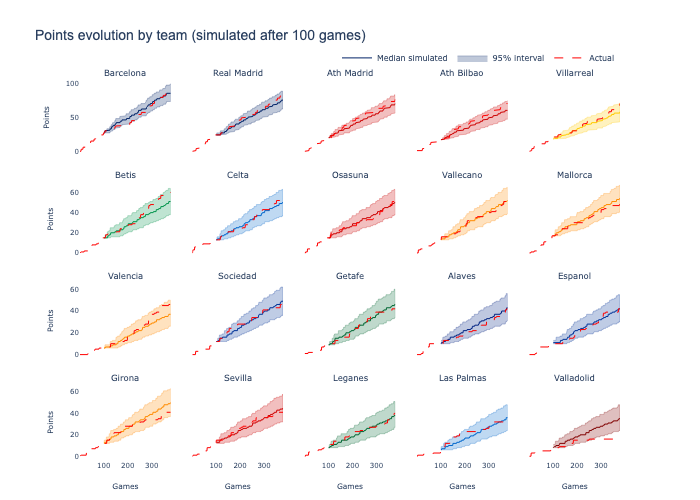 Points evolution by team (simulated after 100 games)
Median simulated 95% interval Actual
Barcelona Real Madrid Ath Madrid Ath Bilbao Villarreal
100
50
0
Points
Betis Celta Osasuna Vallecano Mallorca
60
40
20
0
Points
Valencia Sociedad Getafe Alaves Espanol
60
40
20
0
Points
Girona Sevilla Leganes Las Palmas Valladolid
60
40
20
0
Points
100 200 300 100 200 300 100 200 300 100 200 300 100 200 300
Games Games Games Games Games